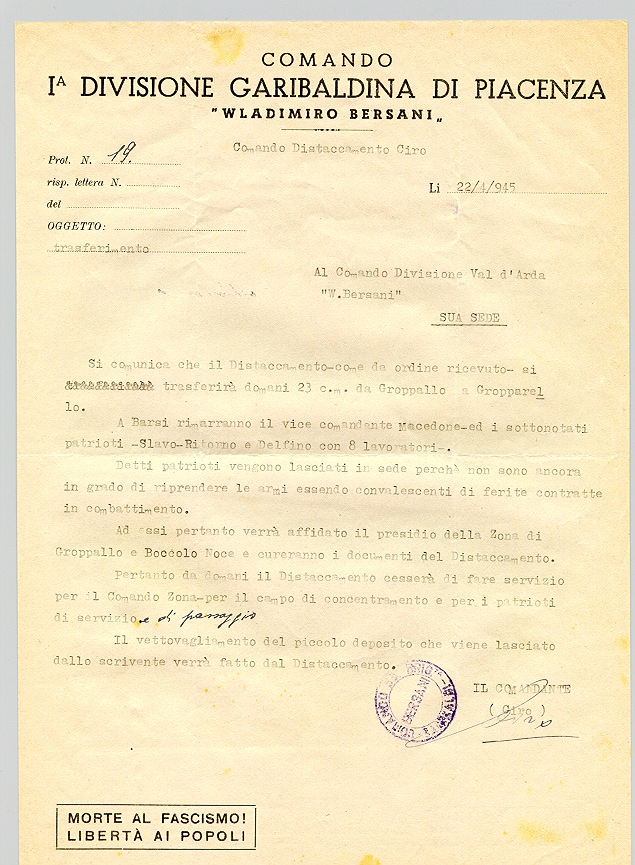 COMANDO
Iᴬ DIVISIONE GARIBALDINA DI PIACENZA
"WLADIMIRO BERSANI„
Comando Distaccamento Ciro
Prot. N. 19.
risp. lettera N.
Li 22/4/945
del
OGGETTO:
trasferimento
Al Comando Divisione Val d'Arda
"W.Bersani"
SUA SEDE
Si comunica che il Distaccamento-come da ordine ricevuto- si
trasferirà domani 23 c.m. da Groppallo a Gropparel
lo.
A Barsi rimarranno il vice comandante Macedone-ed i sottonotati
patrioti -Slavo-Ritorno e Delfino con 8 lavoratori-.
Detti patrioti vengono lasciati in sede perchè non sono ancora
in grado di riprendere le armi essendo convalescenti di ferite contratte
in combattimento.
Ad essi pertanto verrà affidato il presidio della Zona di
Groppallo e Boccolo Noce e cureranno i documenti del Distaccamento.
Pertanto da domani il Distaccamento cesserà di fare servizio
per il Comando Zona-per il campo di concentramento e per i patrioti
di servizio e di passaggio
Il vettovagliamento del piccolo deposito che viene lasciato
dallo scrivente verrà fatto dal Distaccamento.
COMANDO
BERSANI
IL COMANDANTE
( Ciro )
Ciro
MORTE AL FASCISMO!
LIBERTÀ AI POPOLI